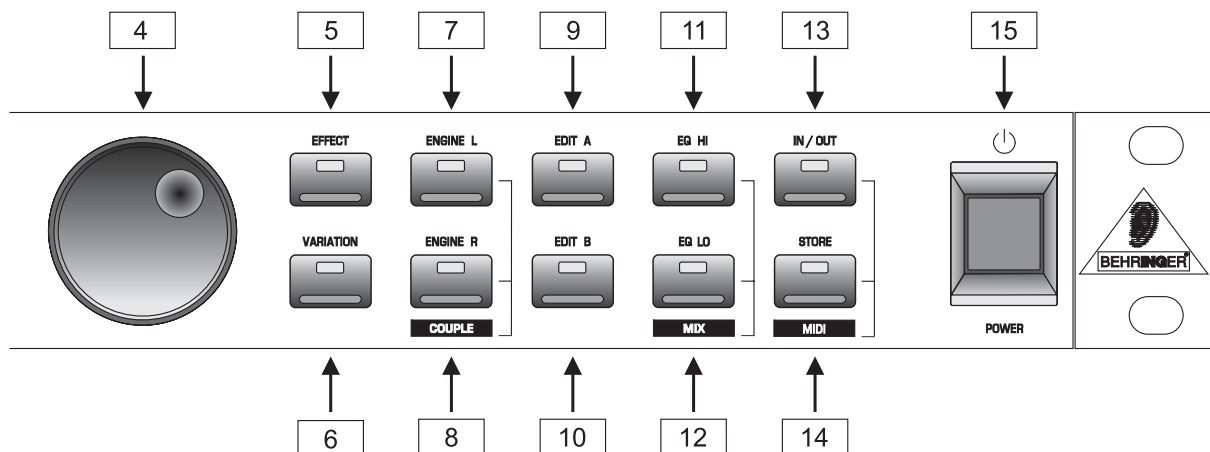 4 5 7 9 11 13 15
EFFECT ENGINE L EDIT A EQ HI IN / OUT
VARIATION ENGINE R EDIT B EQ LO STORE
BEHRINGER
COUPLE MIX MIDI POWER
6 8 10 12 14